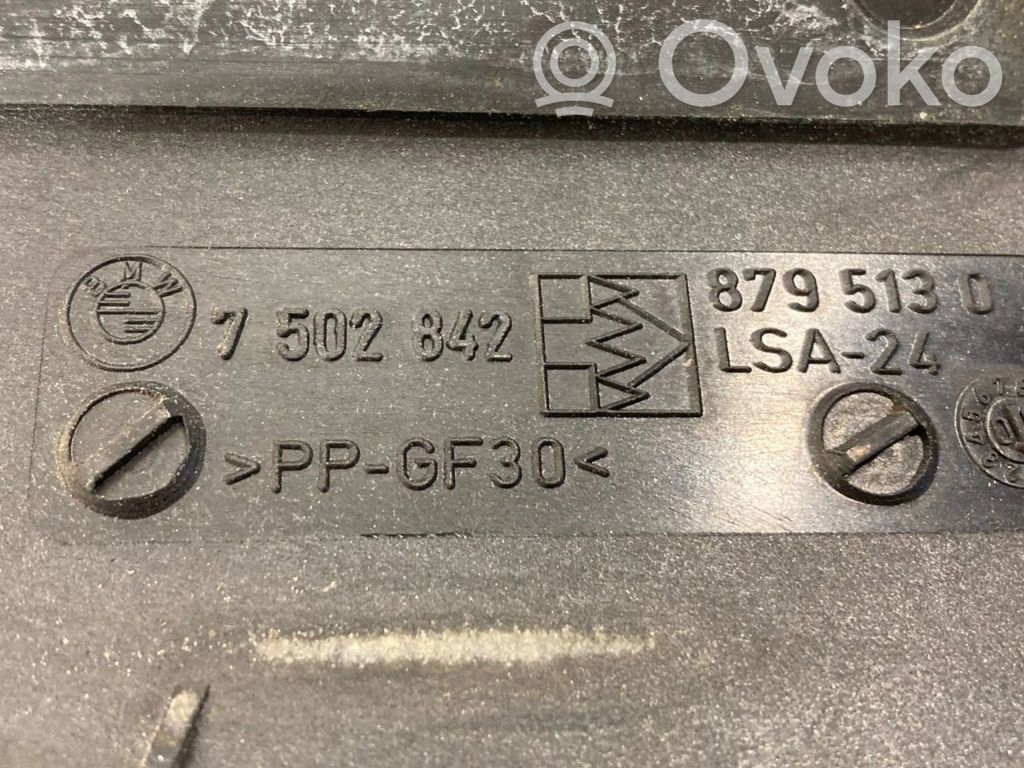 Ovoko
BMW
7 502 842
879 513 0
LSA-24
>PP-GF30<